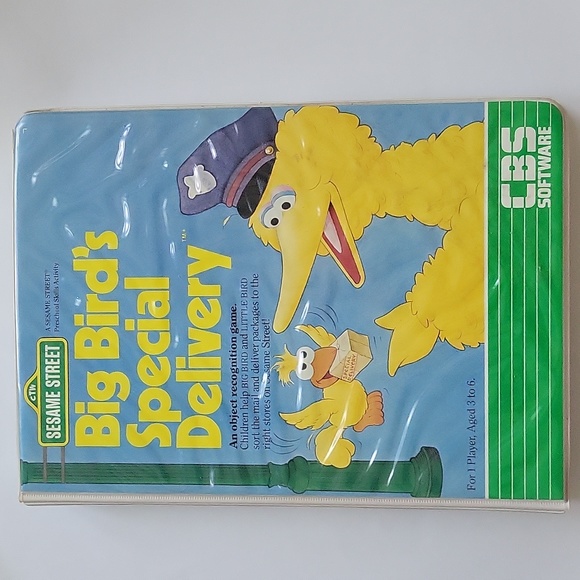 CTW
SESAME STREET
A SESAME STREET®
Preschool Skills Activity
Big Bird's
Special
Delivery™*
An object recognition game.
Children help BIG BIRD and LITTLE BIRD
sort the mail and deliver packages to the
right stores on Sesame Street!
SPECIAL
DELIVERY
For 1 Player, Aged 3 to 6.
CBS
SOFTWARE